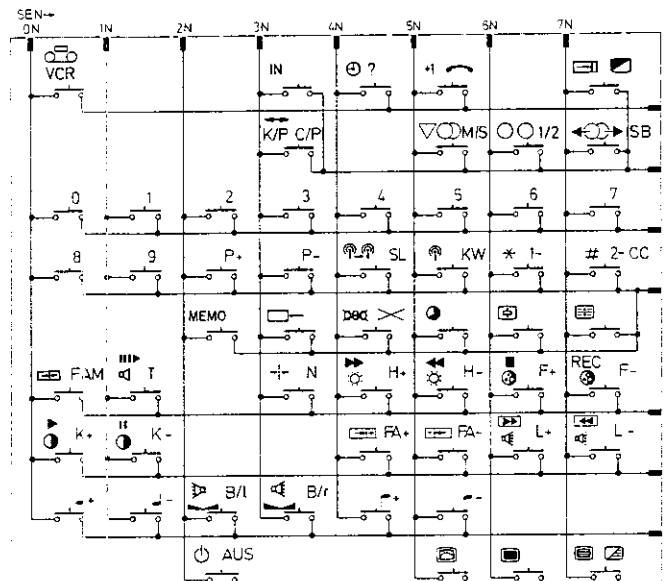 SEN→
0N 1N 2N 3N 4N 5N 6N 7N
VCR IN ? +1
K/P C/P M/S 1/2 SB
0 1 2 3 4 5 6 7
8 9 P+ P- SL KW * 1- # 2- CC
MEMO
FAM T N H+ H- F+ REC F-
K+ K- FA+ FA- L+ L-
+ - B/l B/r + -
AUS